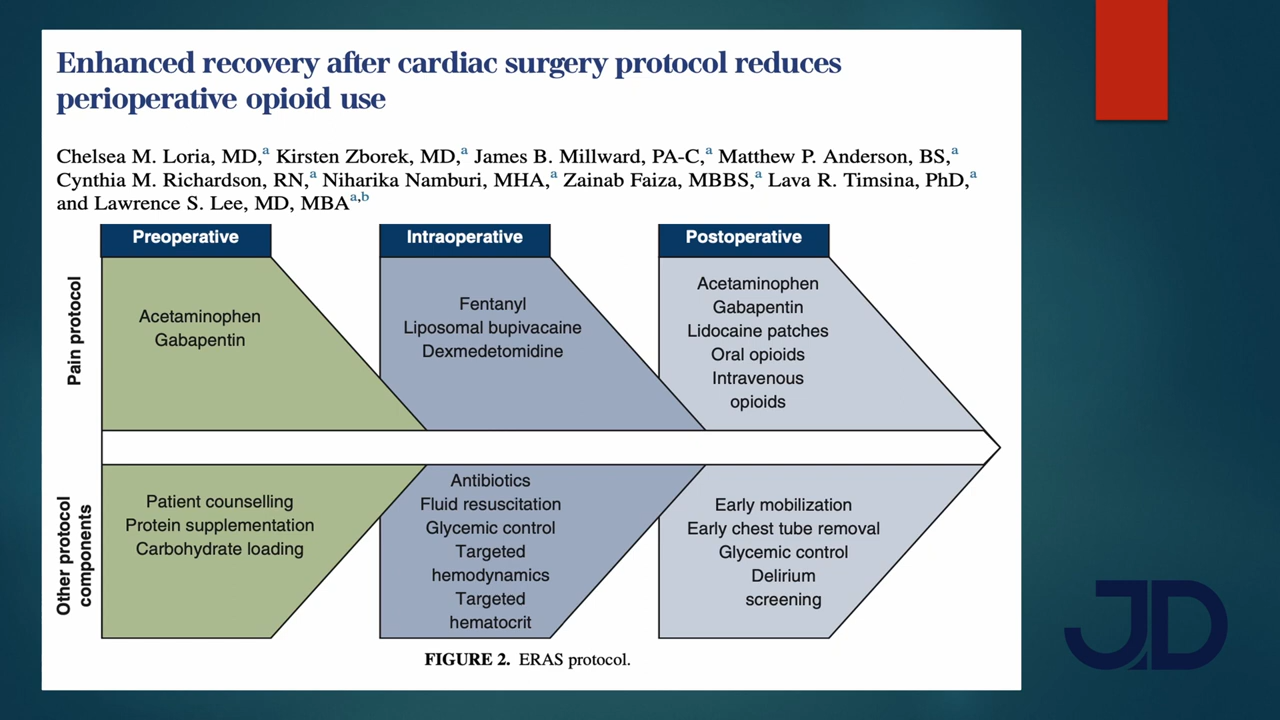 Enhanced recovery after cardiac surgery protocol reduces
perioperative opioid use
Chelsea M. Loria, MD,a Kirsten Zborek, MD,a James B. Millward, PA-C,a Matthew P. Anderson, BS,a
Cynthia M. Richardson, RN,a Niharika Namburi, MHA,a Zainab Faiza, MBBS,a Lava R. Timsina, PhD,a
and Lawrence S. Lee, MD, MBAa,b
Preoperative
Intraoperative
Postoperative
Pain protocol
Acetaminophen
Gabapentin
Fentanyl
Liposomal bupivacaine
Dexmedetomidine
Acetaminophen
Gabapentin
Lidocaine patches
Oral opioids
Intravenous
opioids
Other protocol
components
Patient counselling
Protein supplementation
Carbohydrate loading
Antibiotics
Fluid resuscitation
Glycemic control
Targeted
hemodynamics
Targeted
hematocrit
Early mobilization
Early chest tube removal
Glycemic control
Delirium
screening
FIGURE 2. ERAS protocol.
JD